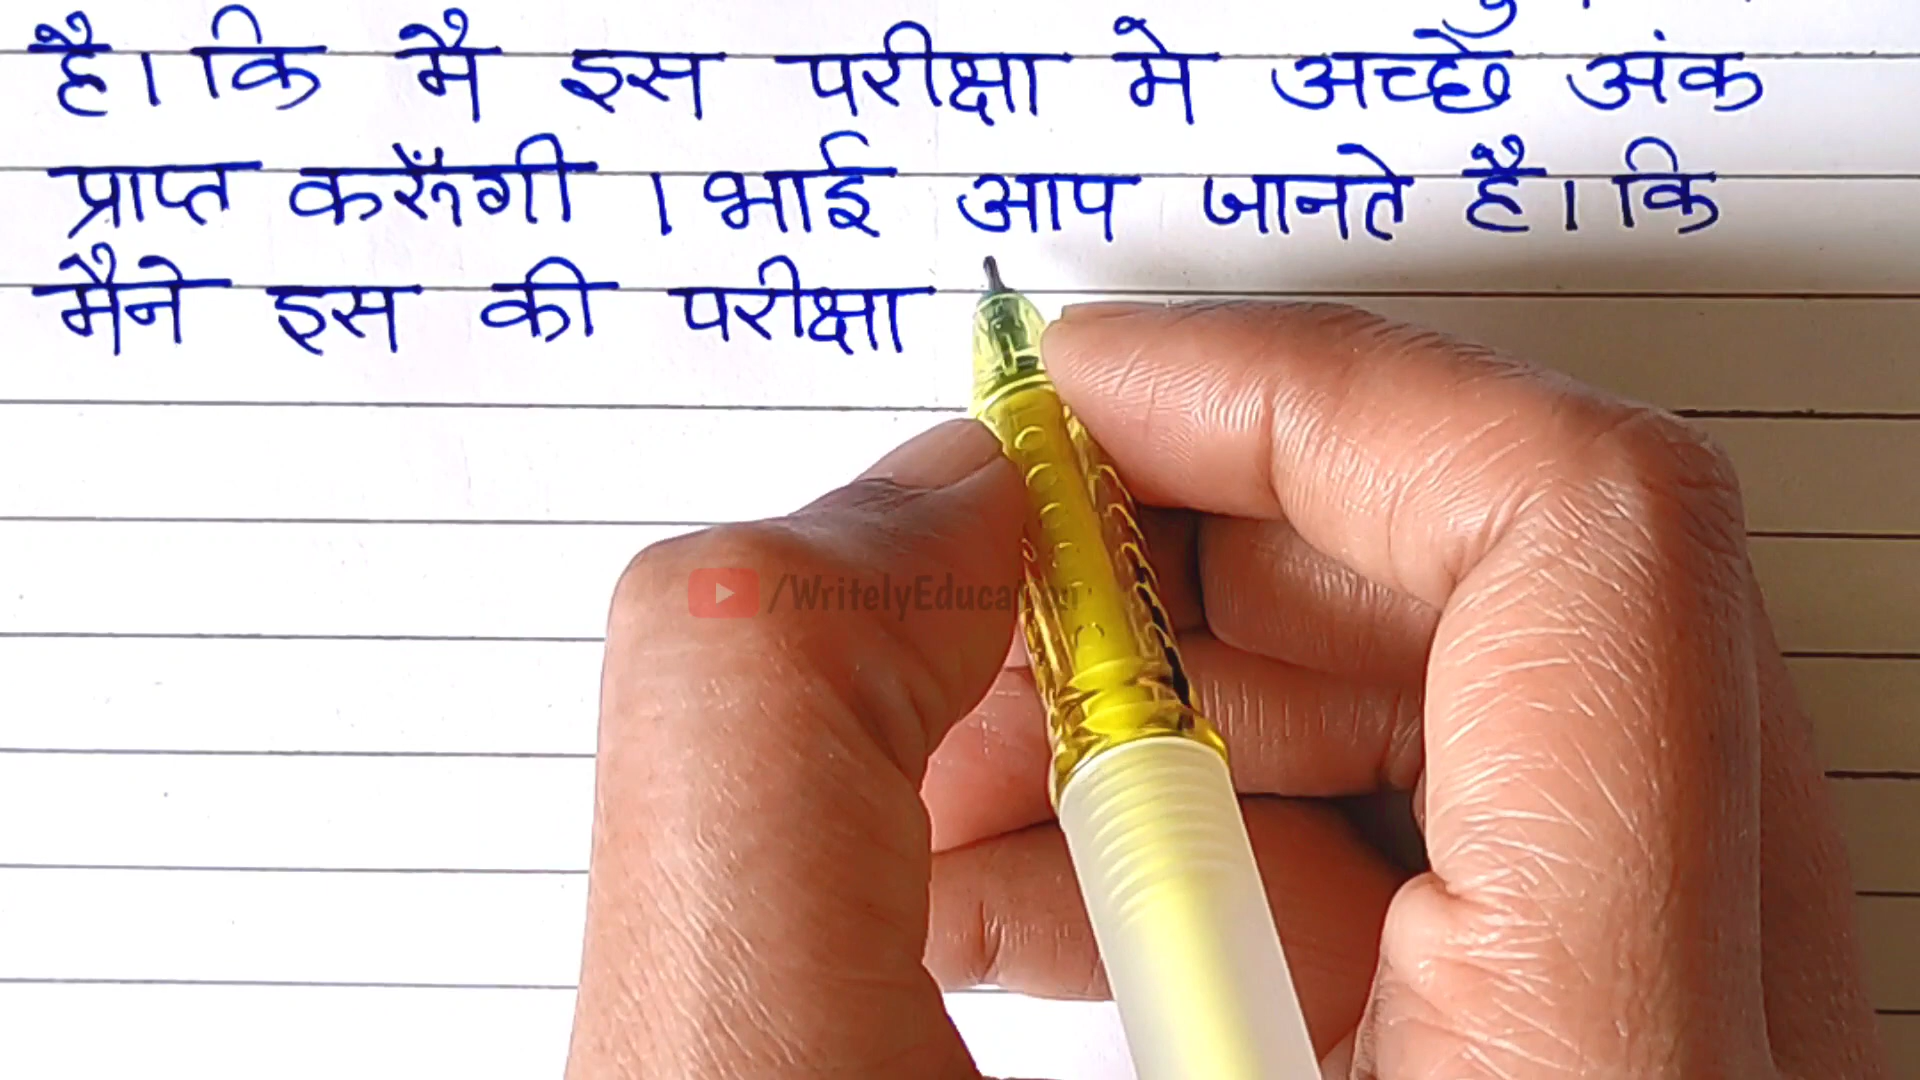 है। कि मै इस परीक्षा मे अच्छे अंक
प्राप्त करूँगी । भाई आप जानते है। कि
मैने इस की परीक्षा
/WritelyEducation